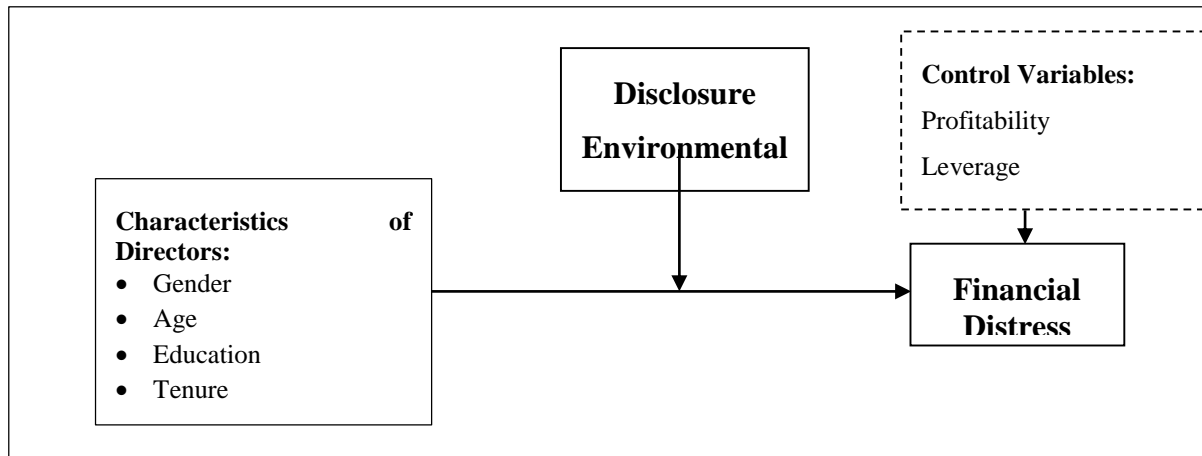 Disclosure
Environmental
Control Variables:
Profitability
Leverage
Characteristics of
Directors:
• Gender
• Age
• Education
• Tenure
Financial
Distress